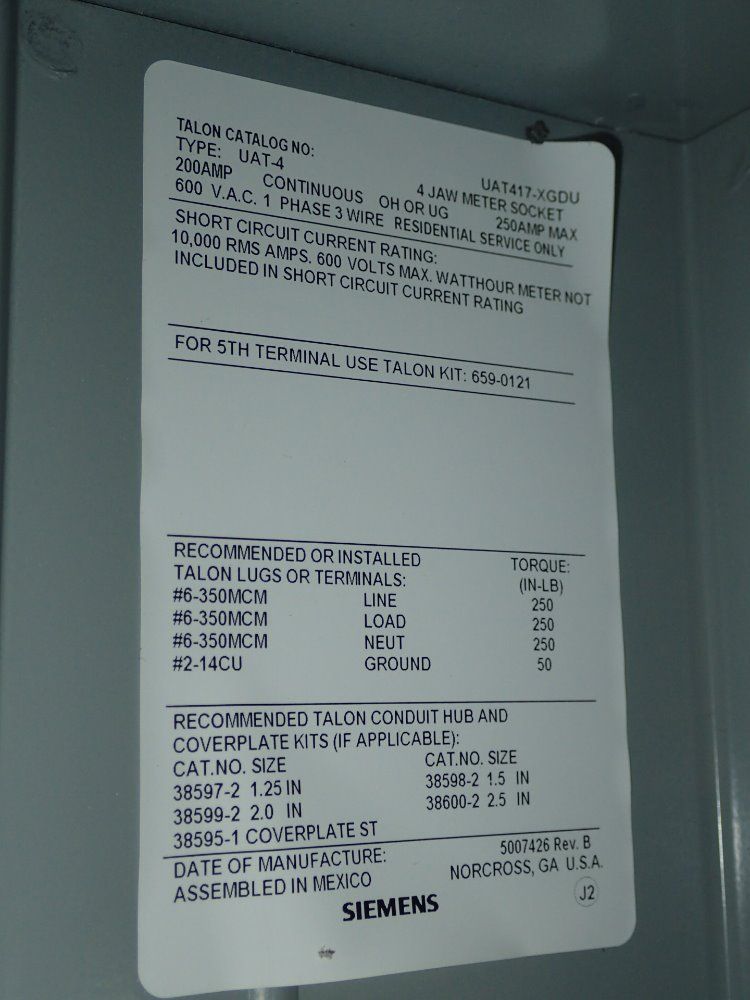 TALON CATALOG NO: UAT417-XGDU
TYPE: UAT-4 4 JAW METER SOCKET
200AMP CONTINUOUS OH OR UG 250AMP MAX
600 V.A.C. 1 PHASE 3 WIRE RESIDENTIAL SERVICE ONLY
SHORT CIRCUIT CURRENT RATING:
10,000 RMS AMPS. 600 VOLTS MAX. WATTHOUR METER NOT
INCLUDED IN SHORT CIRCUIT CURRENT RATING
FOR 5TH TERMINAL USE TALON KIT: 659-0121
RECOMMENDED OR INSTALLED TORQUE:
TALON LUGS OR TERMINALS: (IN-LB)
#6-350MCM LINE 250
#6-350MCM LOAD 250
#6-350MCM NEUT 250
#2-14CU GROUND 50
RECOMMENDED TALON CONDUIT HUB AND
COVERPLATE KITS (IF APPLICABLE):
CAT.NO. SIZE CAT.NO. SIZE
38597-2 1.25 IN 38598-2 1.5 IN
38599-2 2.0 IN 38600-2 2.5 IN
38595-1 COVERPLATE ST
DATE OF MANUFACTURE: 5007426 Rev. B
ASSEMBLED IN MEXICO NORCROSS, GA U.S.A.
SIEMENS J2